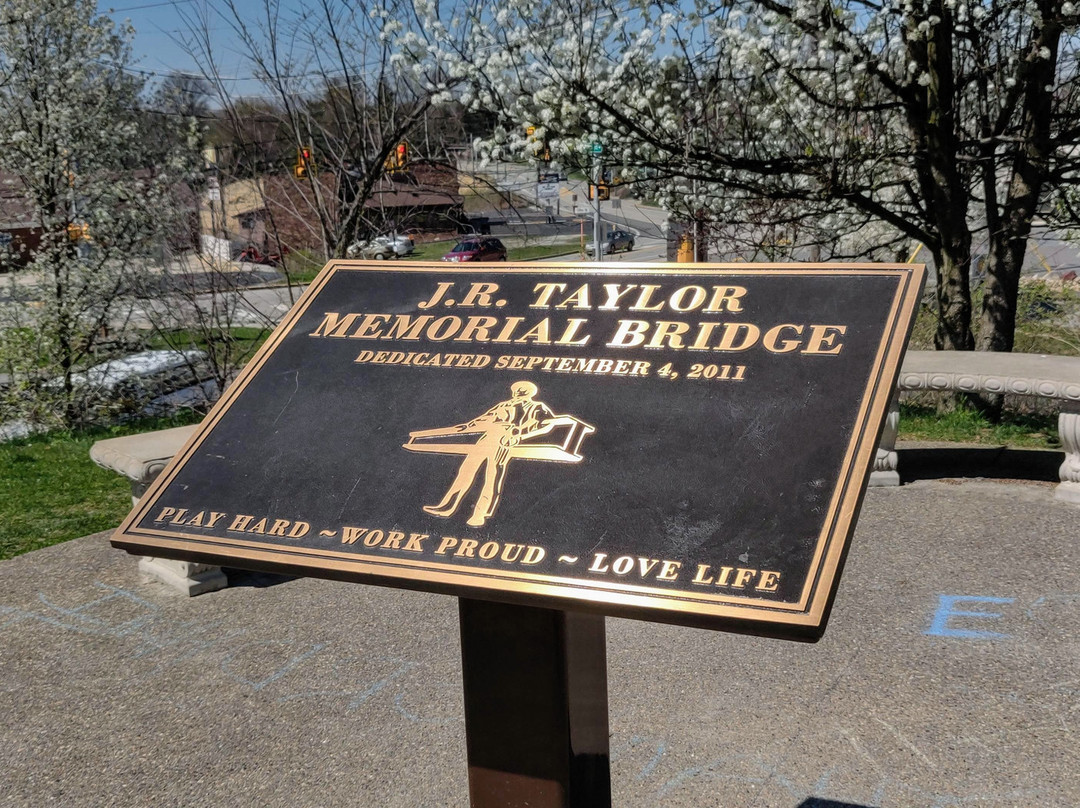 J.R. TAYLOR
MEMORIAL BRIDGE
DEDICATED SEPTEMBER 4, 2011
PLAY HARD ~WORK PROUD ~ LOVE LIFE
E